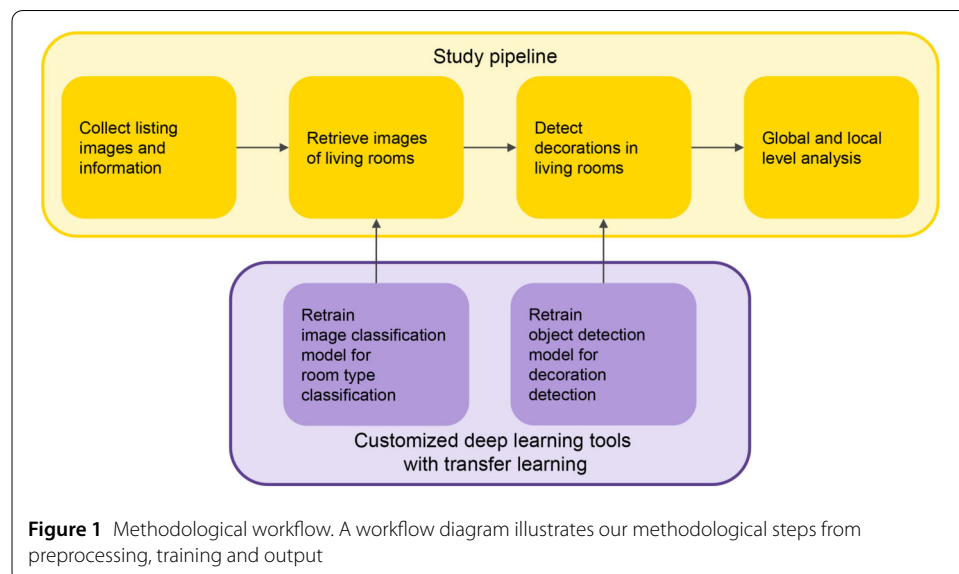 Study pipeline
Collect listing
images and
information
Retrieve images
of living rooms
Detect
decorations in
living rooms
Global and local
level analysis
Retrain
image classification
model for
room type
classification
Retrain
object detection
model for
decoration
detection
Customized deep learning tools
with transfer learning
Figure 1 Methodological workflow. A workflow diagram illustrates our methodological steps from
preprocessing, training and output